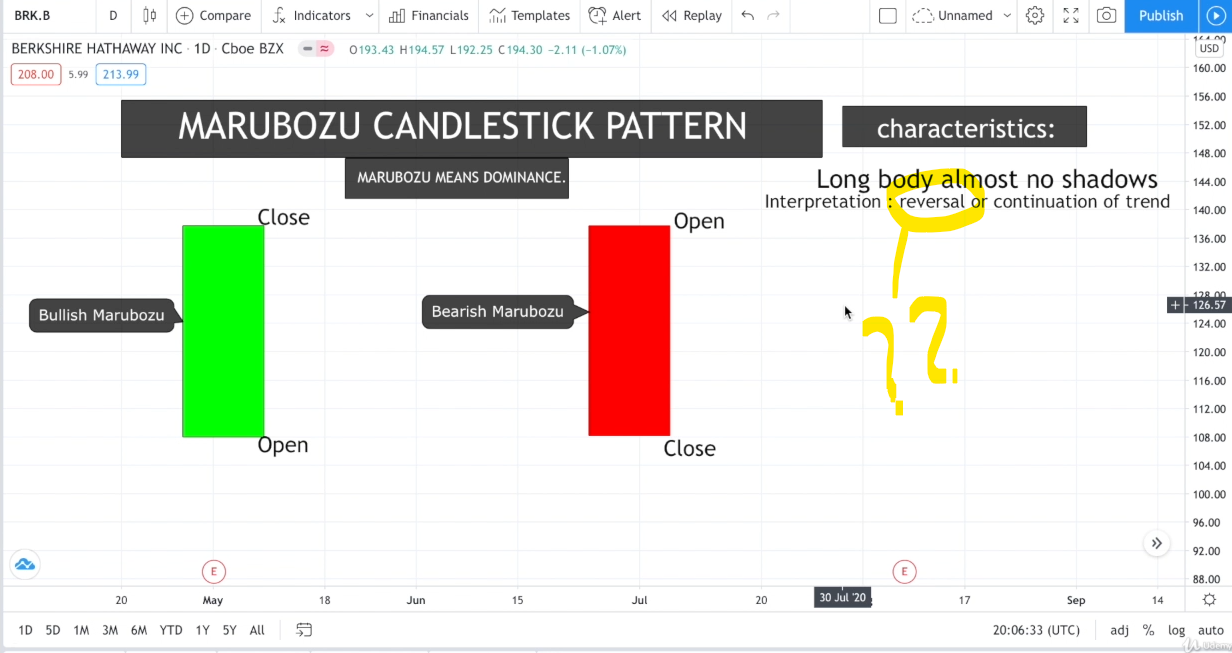 BRK.B D Compare Indicators Financials Templates Alert Replay Unnamed Publish
BERKSHIRE HATHAWAY INC · 1D · Cboe BZX O193.43 H194.57 L192.25 C194.30 −2.11 (−1.07%)
USD
208.00 5.99 213.99
160.00
156.00
MARUBOZU CANDLESTICK PATTERN
characteristics:
152.00
148.00
MARUBOZU MEANS DOMINANCE.
Long body almost no shadows
144.00
Interpretation : reversal or continuation of trend
140.00
Close
Open
136.00
132.00
128.00
126.57
Bullish Marubozu
Bearish Marubozu
??
124.00
120.00
116.00
112.00
108.00
Open
Close
104.00
100.00
96.00
92.00
E
E
88.00
20 May 18 Jun 15 Jul 20 30 Jul '20 17 Sep 14
1D 5D 1M 3M 6M YTD 1Y 5Y All 20:06:33 (UTC) adj % log auto
Udemy